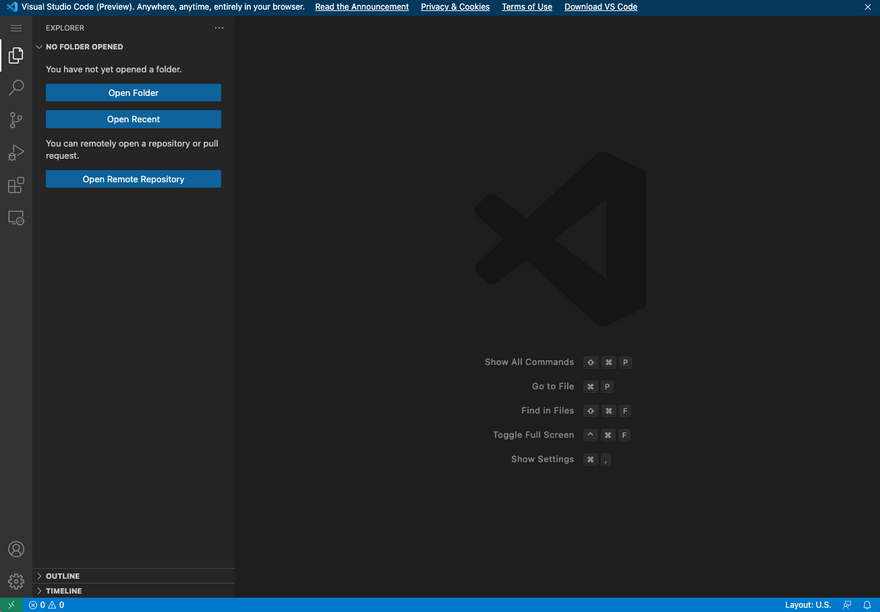 Visual Studio Code (Preview). Anywhere, anytime, entirely in your browser. Read the Announcement Privacy & Cookies Terms of Use Download VS Code
EXPLORER
NO FOLDER OPENED
You have not yet opened a folder.
Open Folder
Open Recent
You can remotely open a repository or pull
request.
Open Remote Repository
Show All Commands ⇧ ⌘ P
Go to File ⌘ P
Find in Files ⇧ ⌘ F
Toggle Full Screen ⌃ ⌘ F
Show Settings ⌘ ,
OUTLINE
TIMELINE
0 0 Layout: U.S.